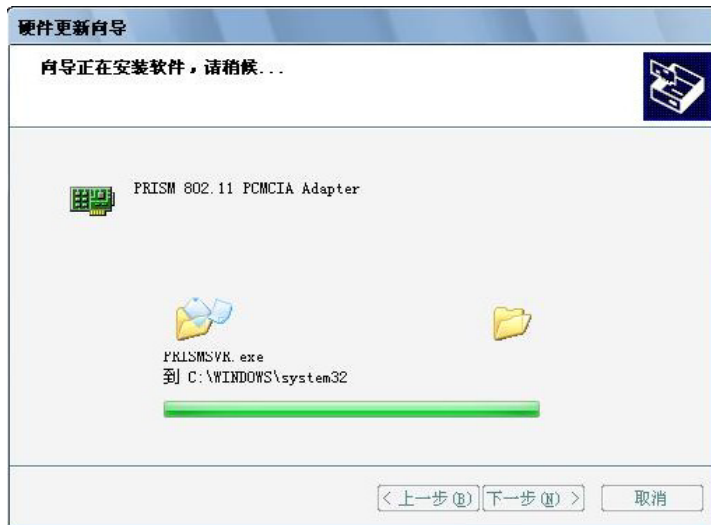 硬件更新向导
向导正在安装软件，请稍候...
PRISM 802.11 PCMCIA Adapter
PRISMSVR.exe
到 C:\WINDOWS\system32
< 上一步(B) 下一步(N) > 取消